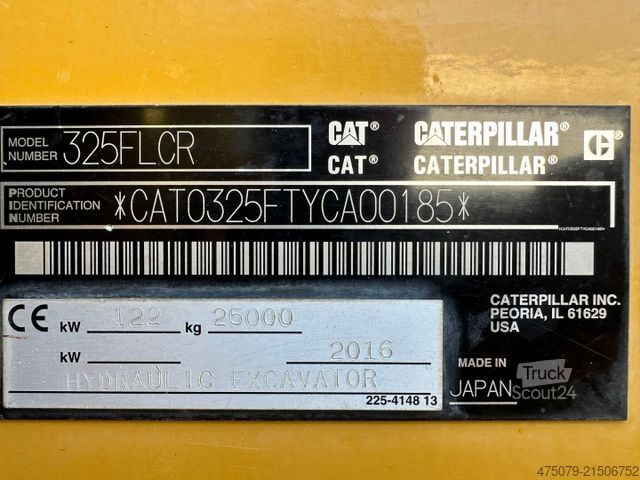 MODEL NUMBER 325FLCR
CAT® CATERPILLAR® C
CAT® CATERPILLAR®
PRODUCT IDENTIFICATION NUMBER *CAT0325FTYCA00185*
*CAT0325FTYCA00185*
CE kW 122 kg 25000
kW 2016
HYDRAULIC EXCAVATOR
225-4148 13
CATERPILLAR INC.
PEORIA, IL 61629
USA
MADE IN
JAPAN
Truck
Scout24
475079-21506752